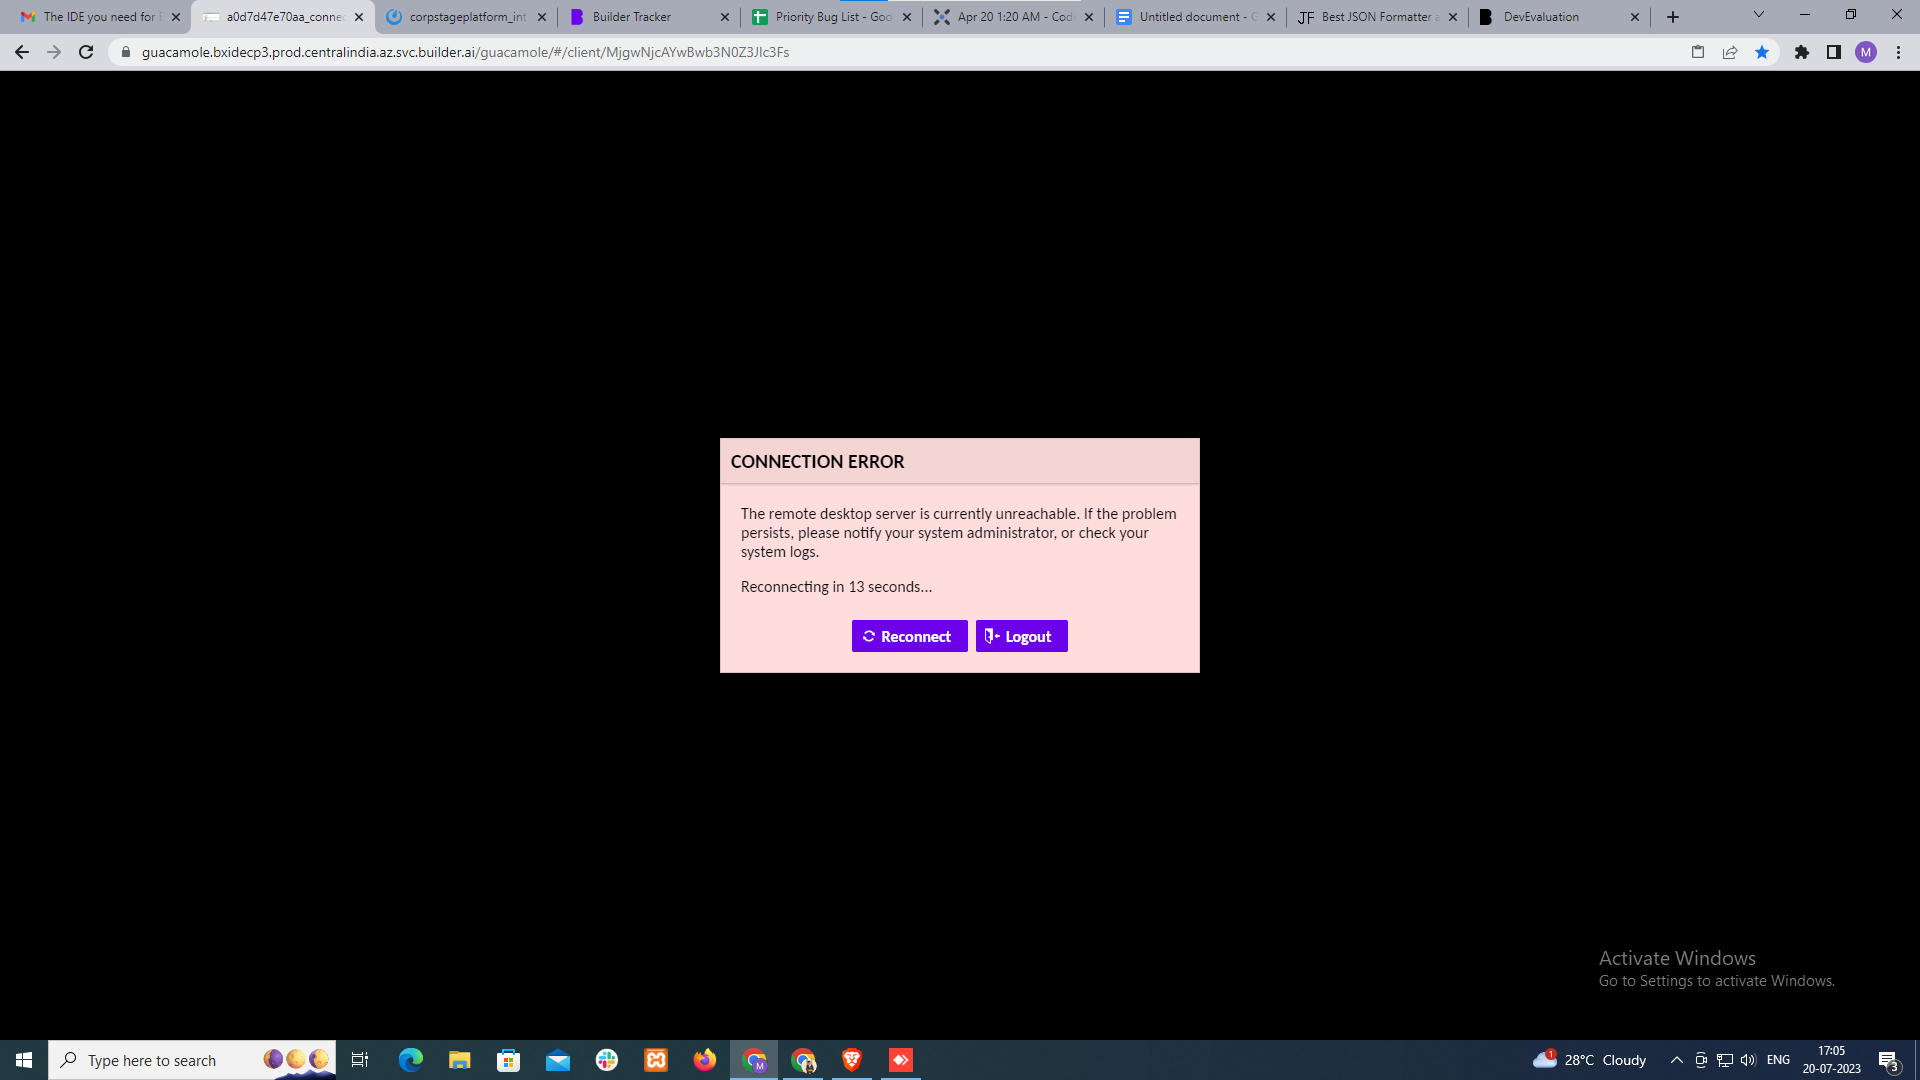 The IDE you need for
a0d7d47e70aa_connec
corpstageplatform_int
Builder Tracker
Priority Bug List - Goo
Apr 20 1:20 AM - Cod
Untitled document - G
JF Best JSON Formatter a
DevEvaluation
guacamole.bxidecp3.prod.centralindia.az.svc.builder.ai/guacamole/#/client/MjgwNjcAYwBwb3N0Z3JIc3Fs
M
CONNECTION ERROR
The remote desktop server is currently unreachable. If the problem
persists, please notify your system administrator, or check your
system logs.
Reconnecting in 13 seconds...
Reconnect
Logout
Activate Windows
Go to Settings to activate Windows.
Type here to search
M
1
28°C Cloudy
ENG
17:05
20-07-2023
3